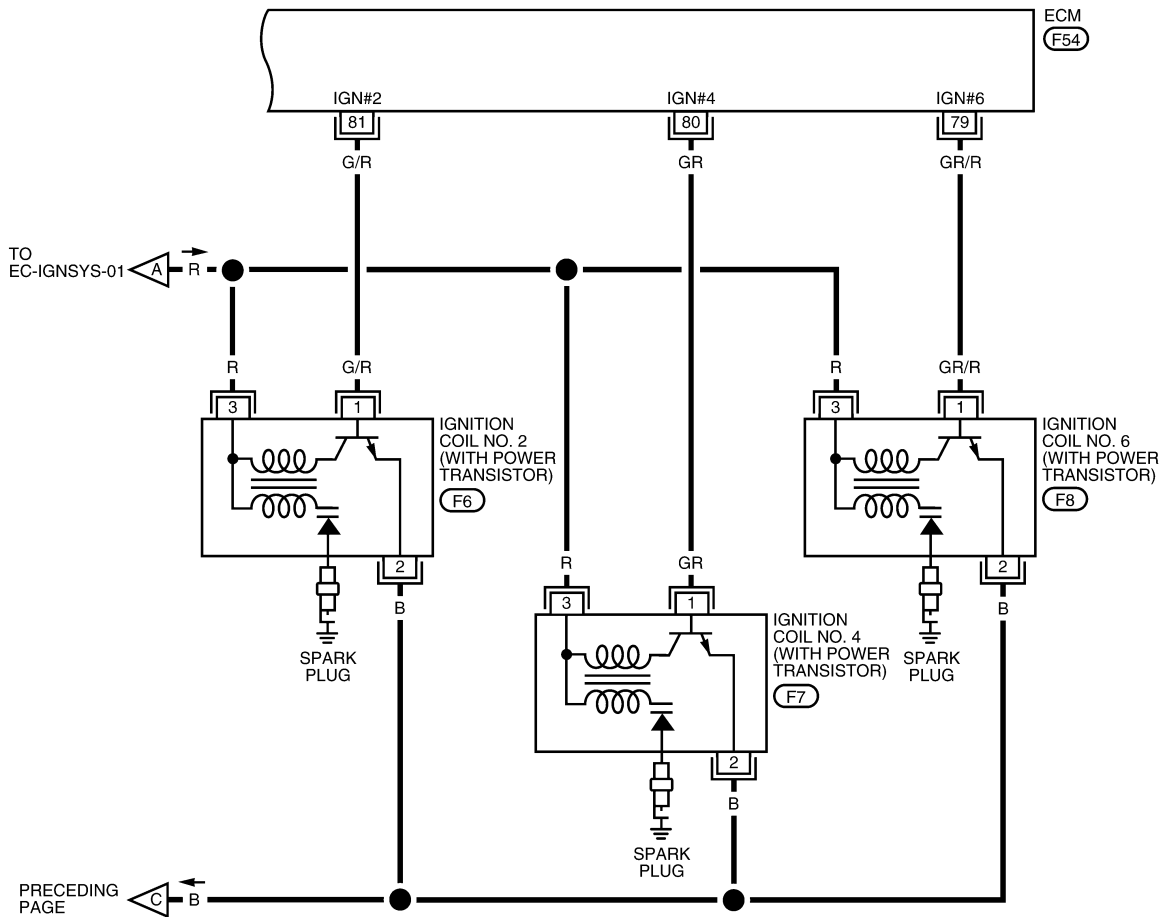 ECM
F54
IGN#2
IGN#4
IGN#6
81
80
79
G/R
GR
GR/R
TO
EC-IGNSYS-01
A
R
R
G/R
R
GR/R
3
1
3
1
IGNITION
COIL NO. 2
(WITH POWER
TRANSISTOR)
F6
IGNITION
COIL NO. 6
(WITH POWER
TRANSISTOR)
F8
2
B
SPARK
PLUG
R
GR
3
1
IGNITION
COIL NO. 4
(WITH POWER
TRANSISTOR)
F7
2
B
SPARK
PLUG
2
B
SPARK
PLUG
PRECEDING
PAGE
C
B